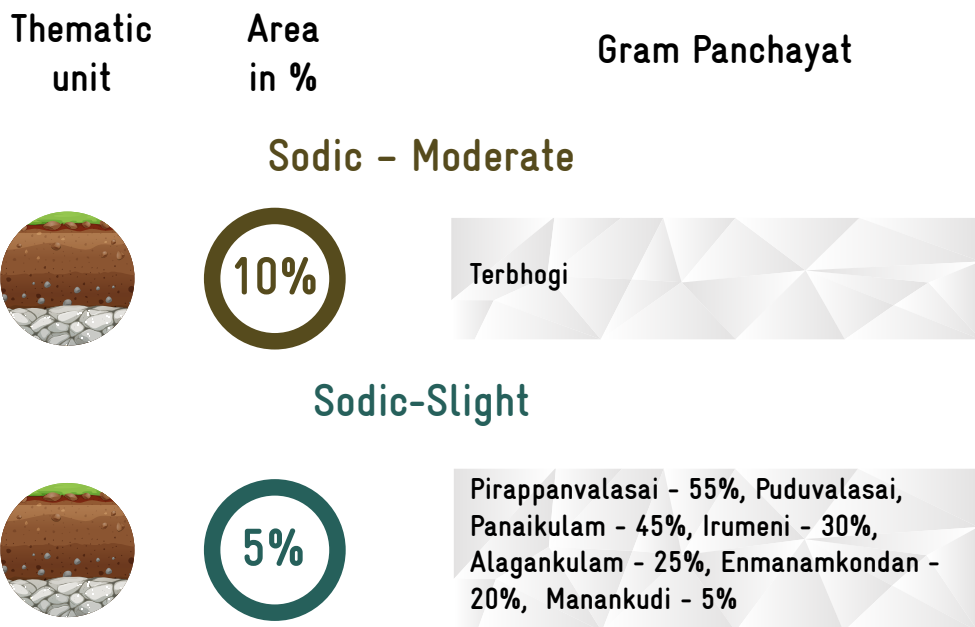 Thematic
unit
Area
in %
Gram Panchayat
Sodic – Moderate
10%
Terbhogi
Sodic-Slight
5%
Pirappanvalasai - 55%, Puduvalasai,
Panaikulam - 45%, Irumeni - 30%,
Alagankulam - 25%, Enmanamkondan -
20%, Manankudi - 5%